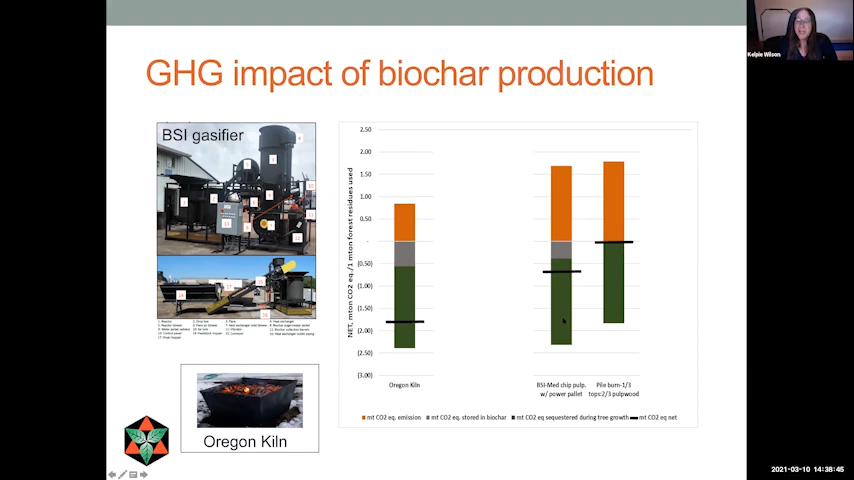 GHG impact of biochar production
Kelpie Wilson
BSI gasifier
Oregon Kiln
NET, mton CO2 eq./1 mton forest residues used
2.50
2.00
1.50
1.00
0.50
-
(0.50)
(1.00)
(1.50)
(2.00)
(2.50)
(3.00)
Oregon Kiln
BSI-Med chip pulp.
w/ power pallet
Pile burn-1/3
tops:2/3 pulpwood
mt CO2 eq. emission
mt CO2 eq. stored in biochar
mt CO2 eq sequestered during tree growth
mt CO2 eq net
2021-03-10 14:38:45